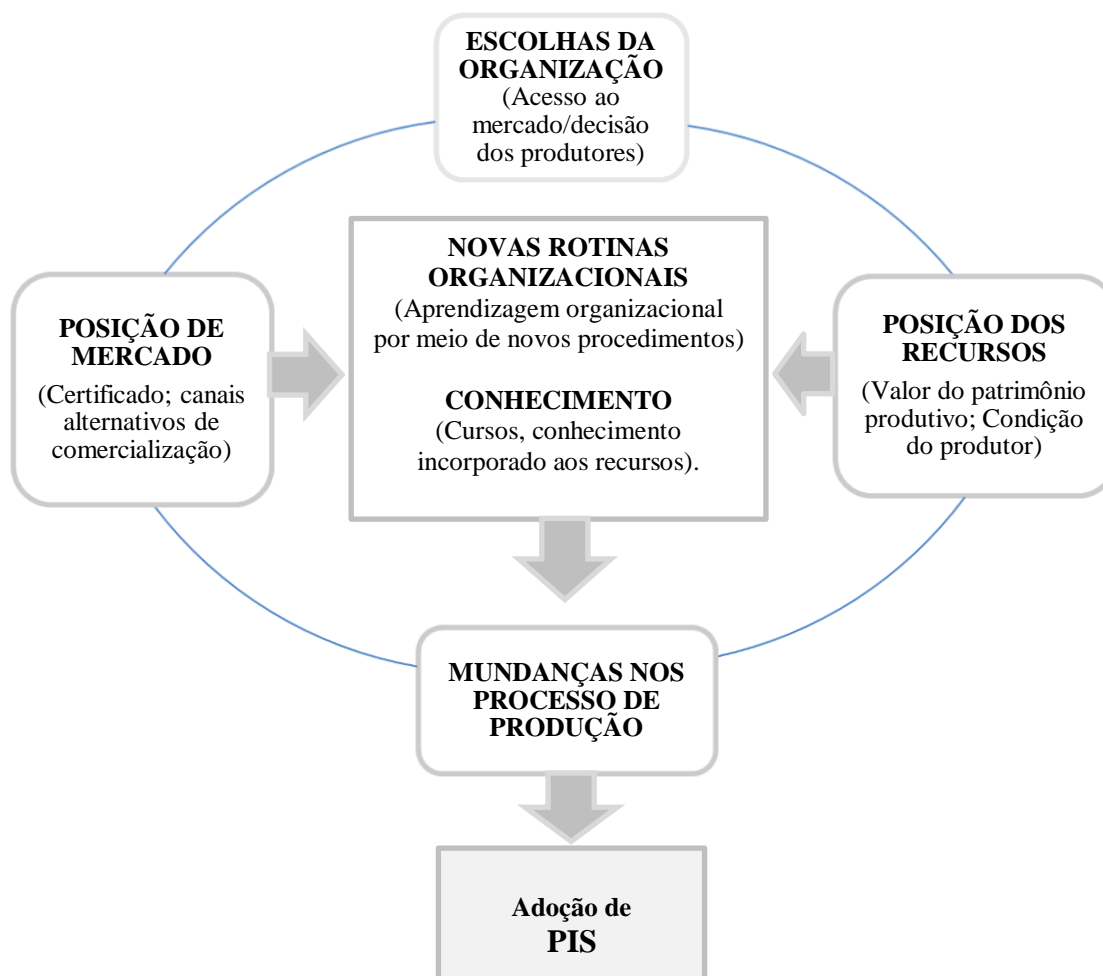 ESCOLHAS DA
ORGANIZAÇÃO
(Acesso ao
mercado/decisão
dos produtores)
NOVAS ROTINAS
ORGANIZACIONAIS
(Aprendizagem organizacional
por meio de novos procedimentos)
CONHECIMENTO
(Cursos, conhecimento
incorporado aos recursos).
POSIÇÃO DE
MERCADO
(Certificado; canais
alternativos de
comercialização)
POSIÇÃO DOS
RECURSOS
(Valor do patrimônio
produtivo; Condição
do produtor)
MUNDANÇAS NOS
PROCESSO DE
PRODUÇÃO
Adoção de
PIS